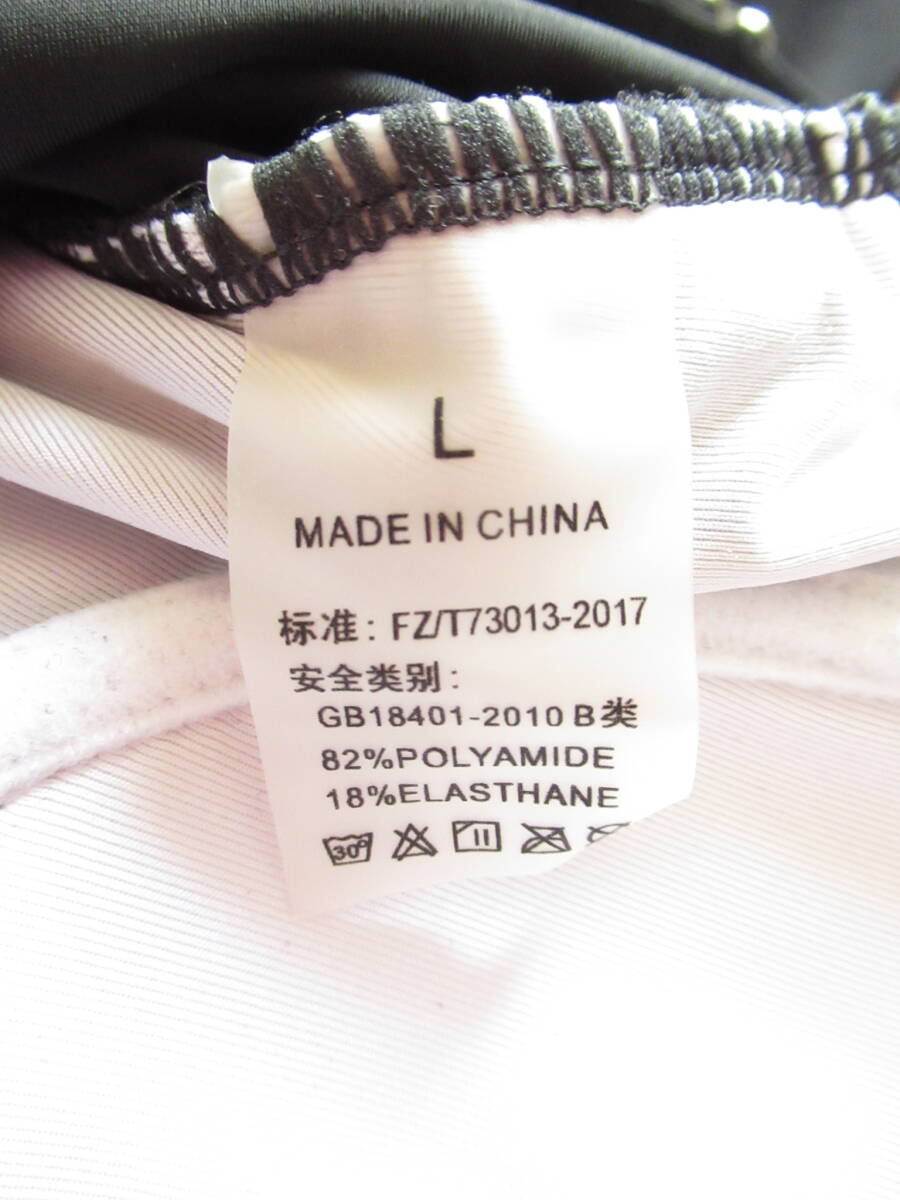 L
MADE IN CHINA
标准: FZ/T73013-2017
安全类别:
GB18401-2010 B类
82%POLYAMIDE
18%ELASTHANE
30°